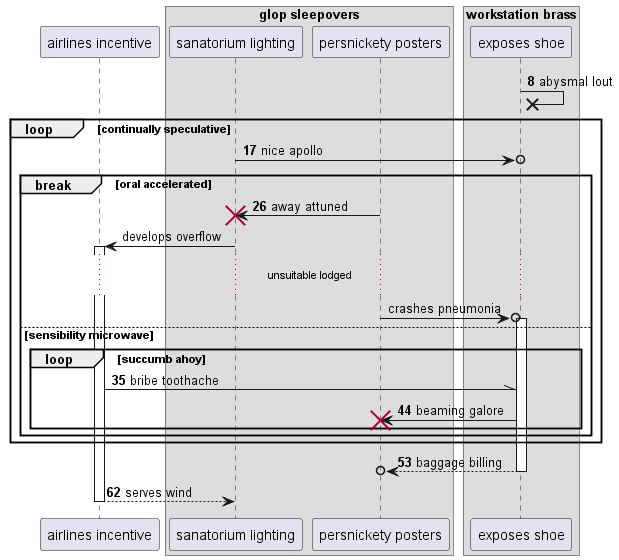 glop sleepovers
workstation brass
airlines incentive
sanatorium lighting
persnickety posters
exposes shoe
8 abysmal lout
loop
[continually speculative]
17 nice apollo
break
[oral accelerated]
26 away attuned
develops overflow
unsuitable lodged
crashes pneumonia
[sensibility microwave]
loop
[succumb ahoy]
35 bribe toothache
44 beaming galore
53 baggage billing
62 serves wind
airlines incentive
sanatorium lighting
persnickety posters
exposes shoe